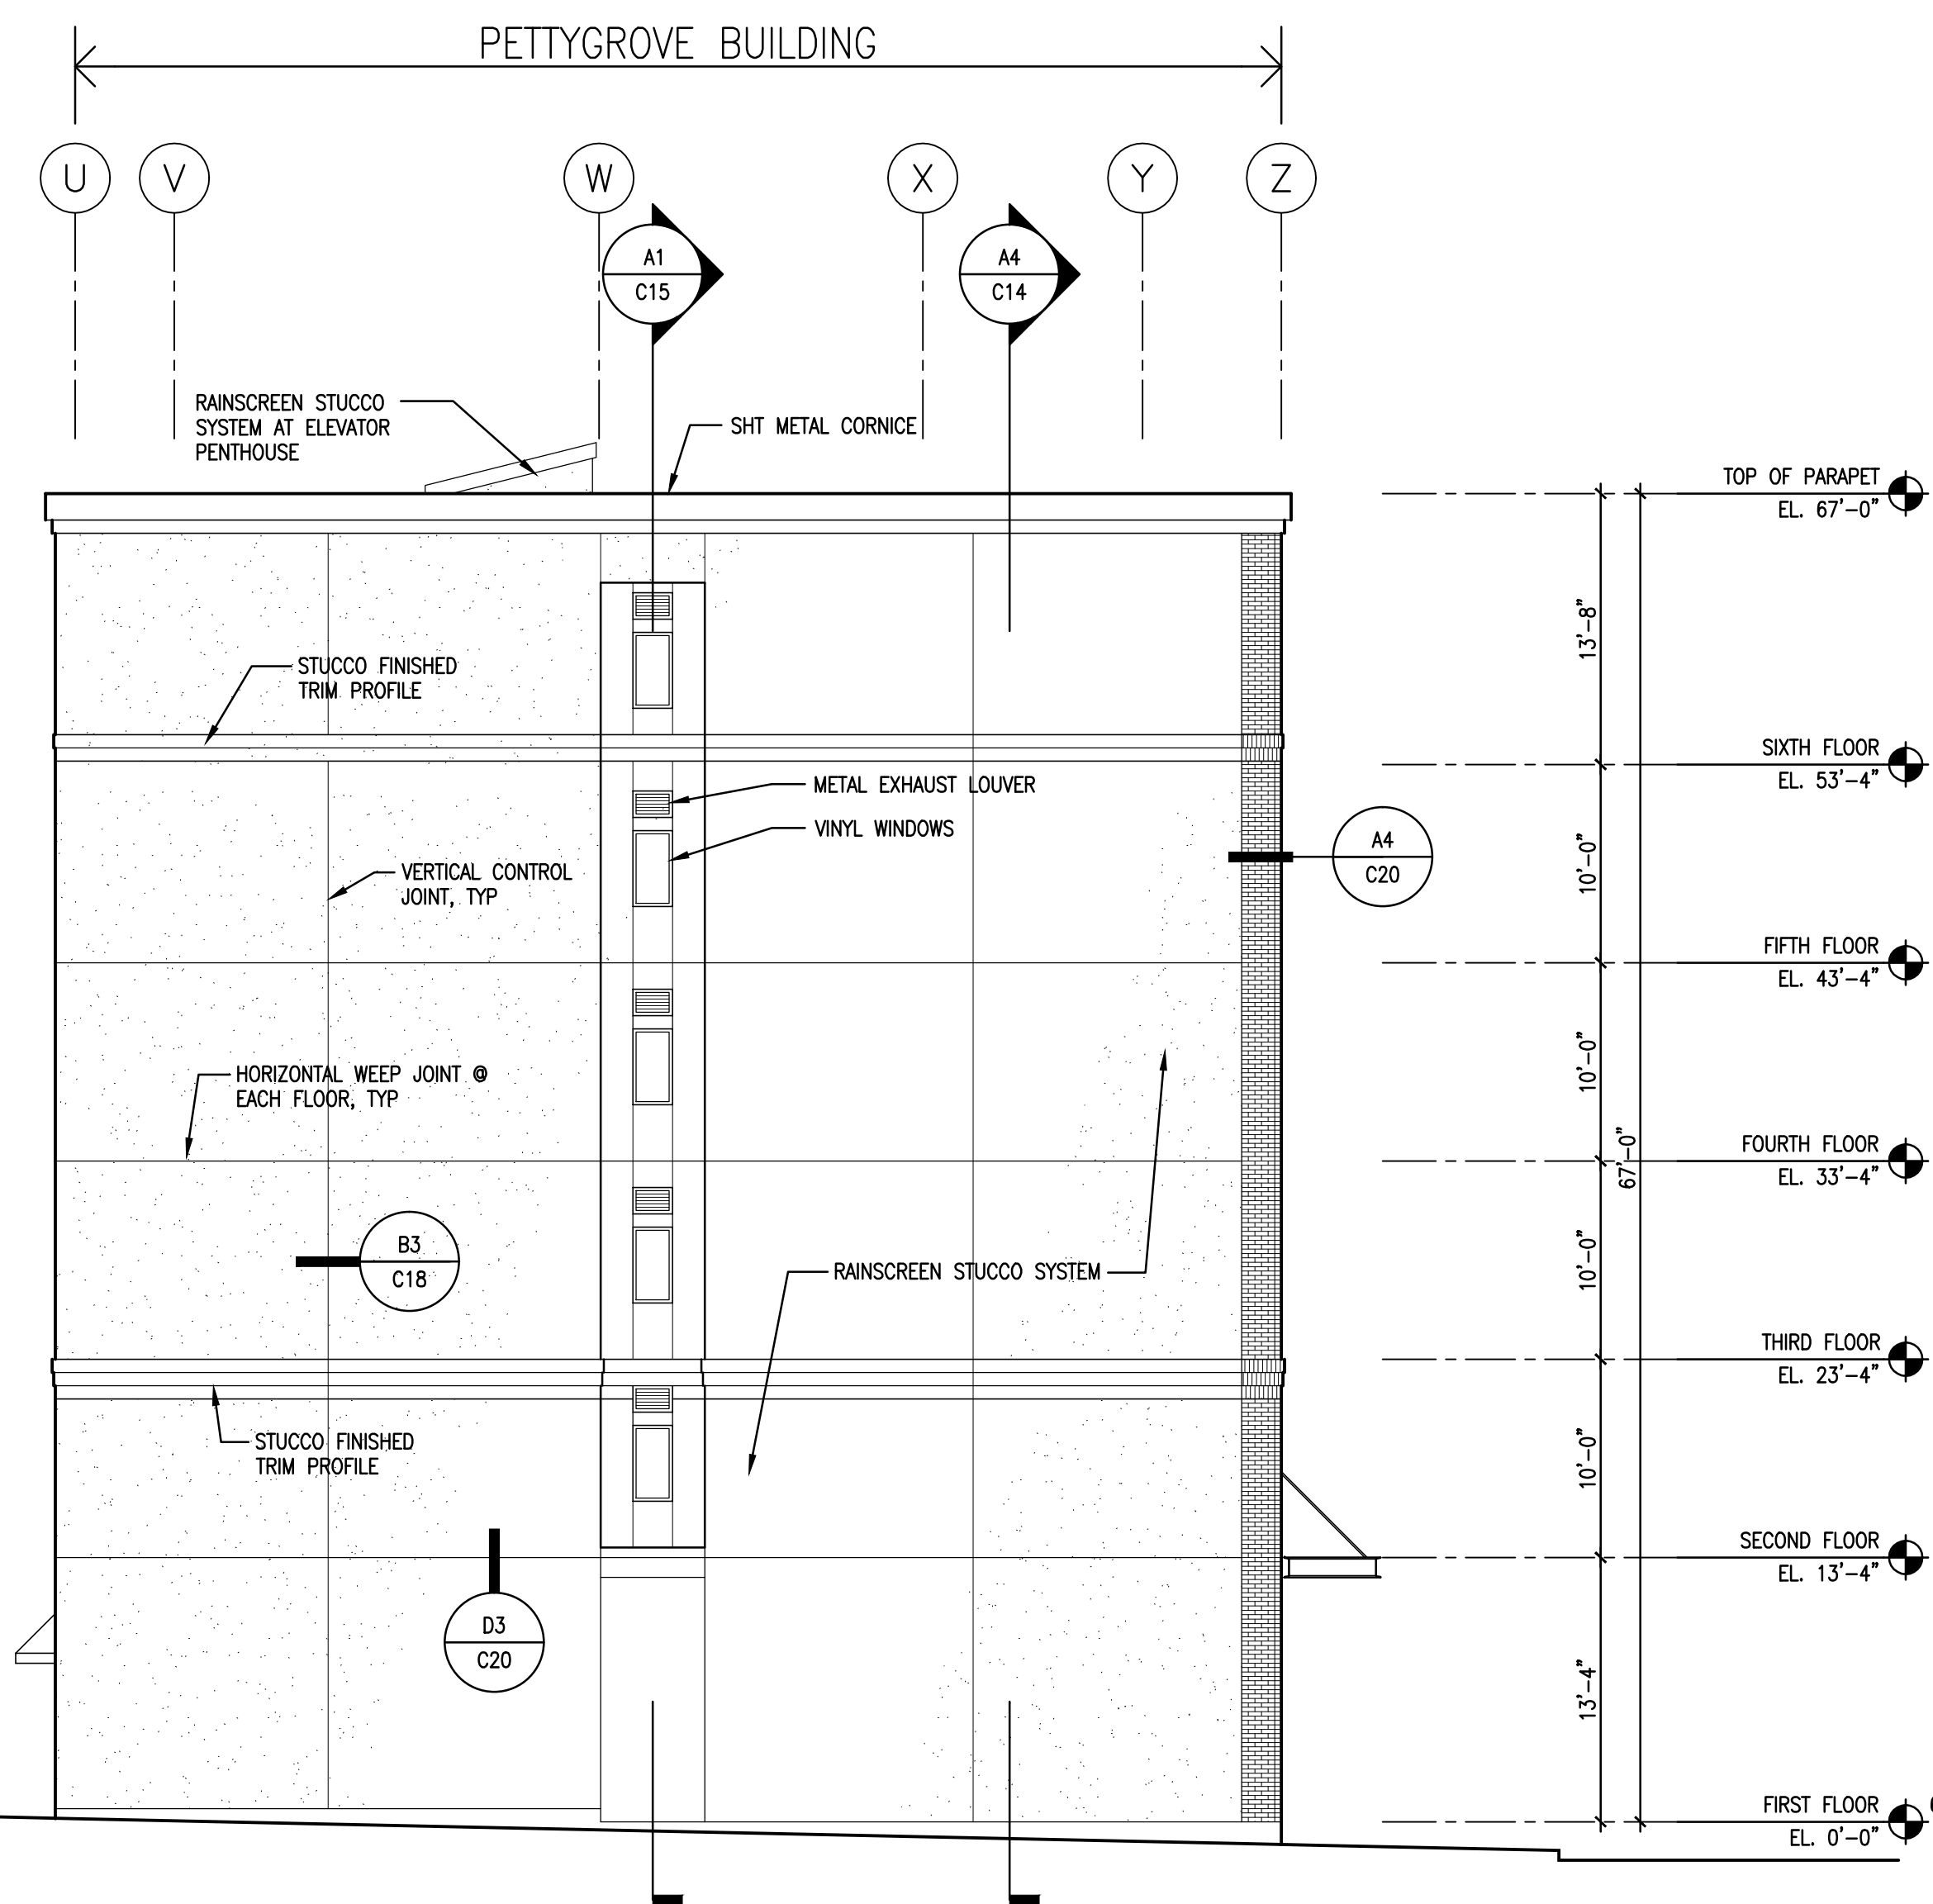 PETTYGROVE BUILDING
U
V
W
X
Y
Z
A1
C15
A4
C14
RAINSCREEN STUCCO
SYSTEM AT ELEVATOR
PENTHOUSE
SHT METAL CORNICE
TOP OF PARAPET
EL. 67'-0"
13'-8"
STUCCO FINISHED
TRIM PROFILE
SIXTH FLOOR
EL. 53'-4"
METAL EXHAUST LOUVER
VINYL WINDOWS
A4
C20
10'-0"
VERTICAL CONTROL
JOINT, TYP
FIFTH FLOOR
EL. 43'-4"
10'-0"
HORIZONTAL WEEP JOINT @
EACH FLOOR, TYP
67'-0"
FOURTH FLOOR
EL. 33'-4"
B3
C18
RAINSCREEN STUCCO SYSTEM
10'-0"
THIRD FLOOR
EL. 23'-4"
STUCCO FINISHED
TRIM PROFILE
10'-0"
SECOND FLOOR
EL. 13'-4"
D3
C20
13'-4"
FIRST FLOOR
EL. 0'-0"